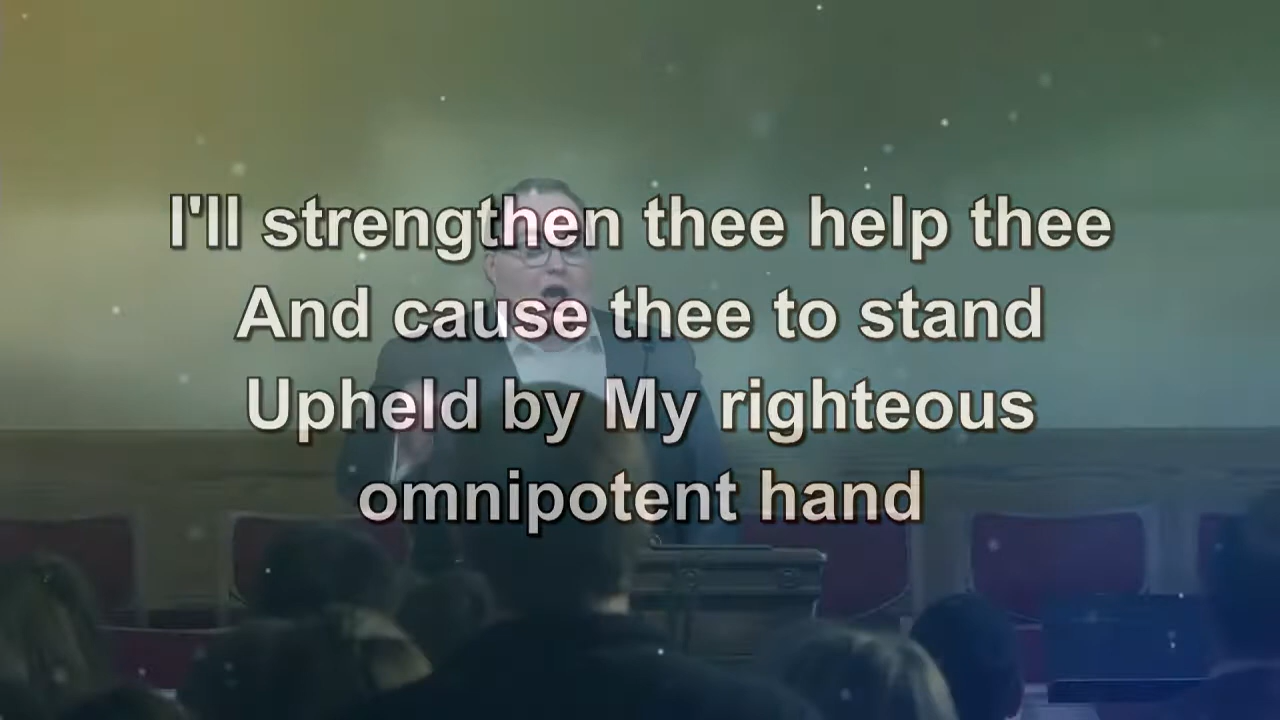 I'll strengthen thee help thee
And cause thee to stand
Upheld by My righteous
omnipotent hand